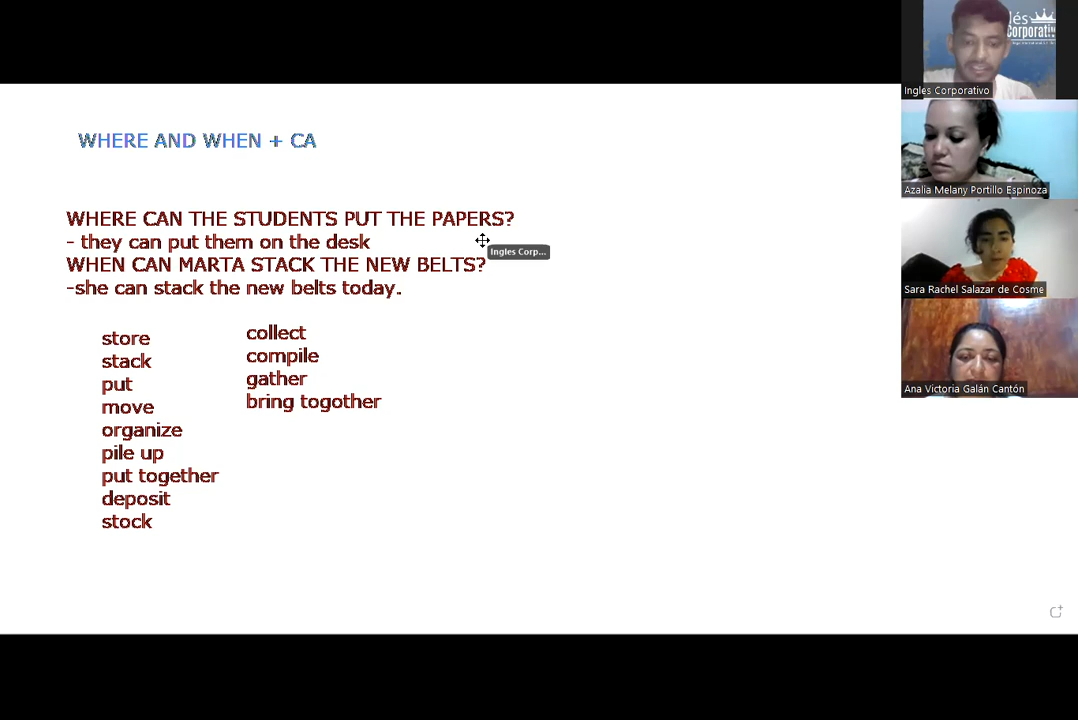 WHERE AND WHEN + CA
WHERE CAN THE STUDENTS PUT THE PAPERS?
- they can put them on the desk
WHEN CAN MARTA STACK THE NEW BELTS?
-she can stack the new belts today.
store
stack
put
move
organize
pile up
put together
deposit
stock
collect
compile
gather
bring togother
Ingles Corp...
és
Corporati
Ingles Corporativo
Azalia Melany Portillo Espinoza
Sara Rachel Salazar de Cosme
Ana Victoria Galán Cantón